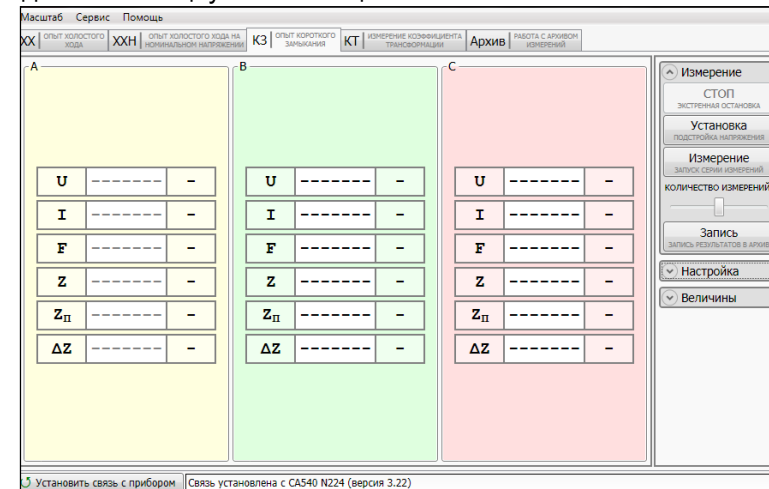 Масштаб Сервис Помощь
ХХ ОПЫТ ХОЛОСТОГО ХОДА ХХН ОПЫТ ХОЛОСТОГО ХОДА НА НОМИНАЛЬНОМ НАПРЯЖЕНИИ КЗ ОПЫТ КОРОТКОГО ЗАМЫКАНИЯ КТ ИЗМЕРЕНИЕ КОЭФФИЦИЕНТА ТРАНСФОРМАЦИИ Архив РАБОТА С АРХИВОМ ИЗМЕРЕНИЙ
A
U ------- -
I ------- -
F ------- -
Z ------- -
Zп ------- -
ΔZ ------- -
B
U ------- -
I ------- -
F ------- -
Z ------- -
Zп ------- -
ΔZ ------- -
C
U ------- -
I ------- -
F ------- -
Z ------- -
Zп ------- -
ΔZ ------- -
Измерение
СТОП
ЭКСТРЕННАЯ ОСТАНОВКА
Установка
ПОДСТРОЙКА НАПРЯЖЕНИЯ
Измерение
ЗАПУСК СЕРИИ ИЗМЕРЕНИЙ
КОЛИЧЕСТВО ИЗМЕРЕНИЙ
Запись
ЗАПИСЬ РЕЗУЛЬТАТОВ В АРХИВ
Настройка
Величины
Установить связь с прибором Связь установлена с СА540 N224 (версия 3.22)